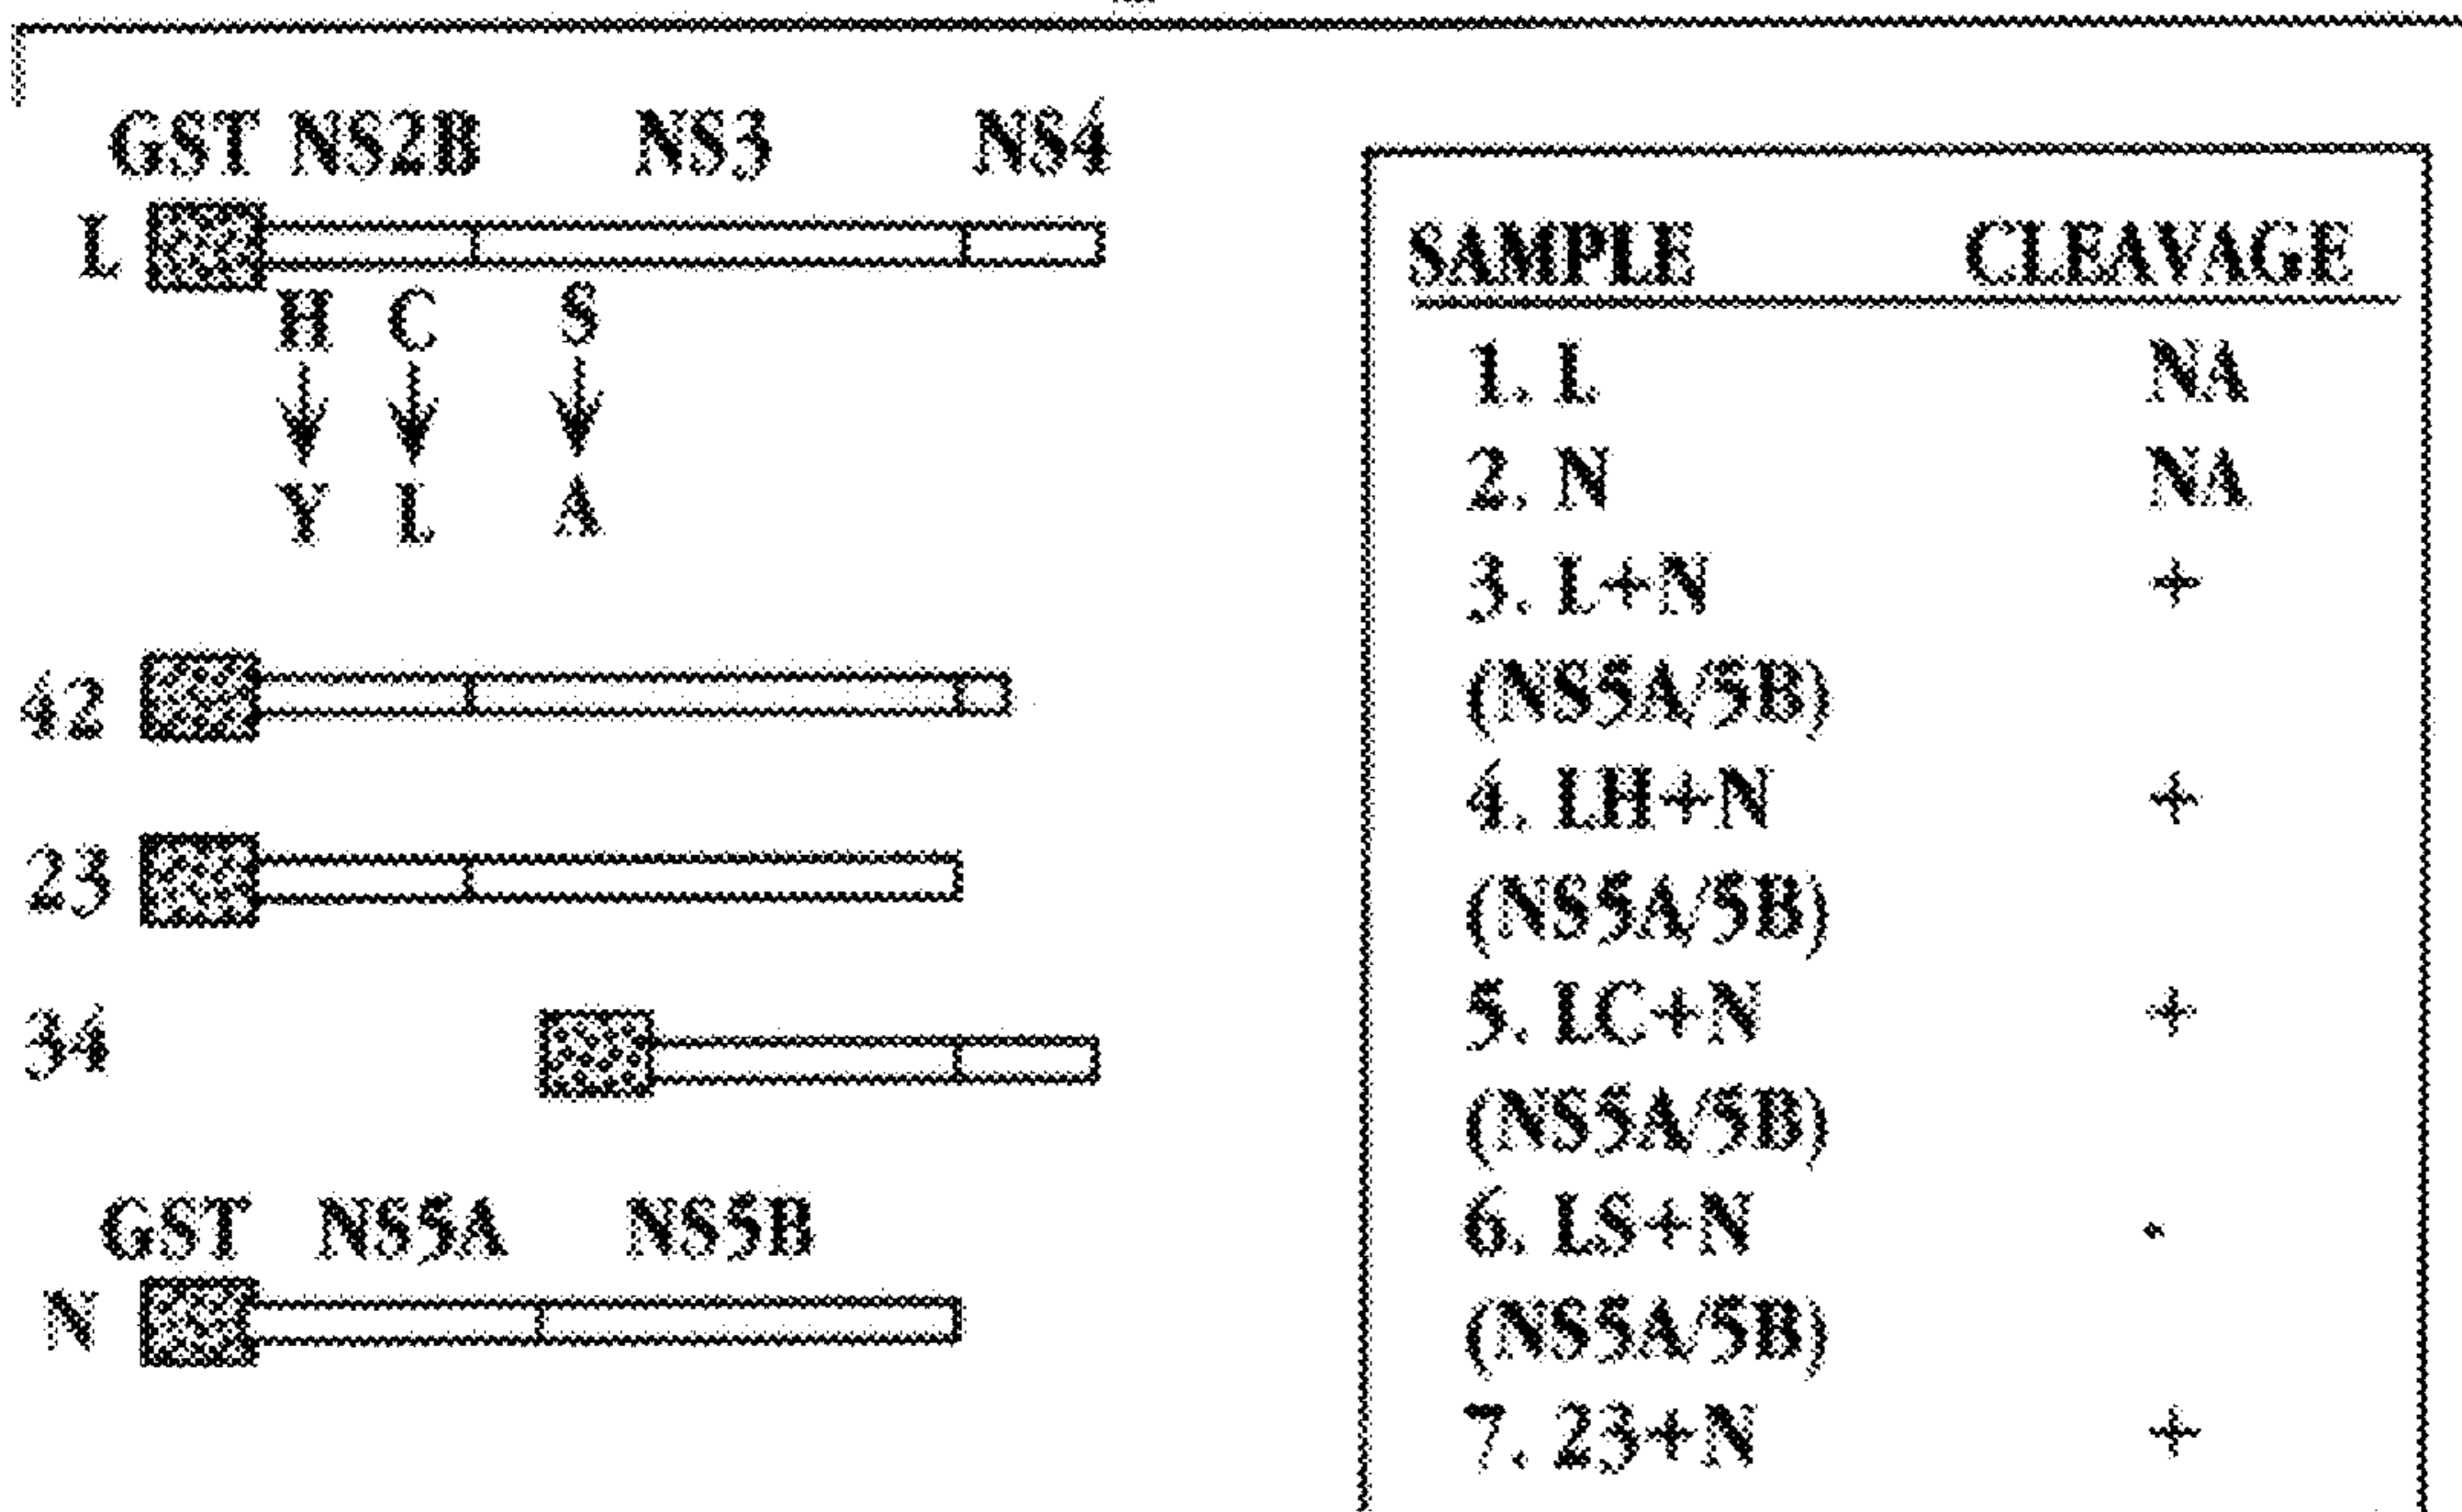 GST NS2B NS3 NS4
L
H C S
Y L A
42
23
34
GST NS5A NS5B
N
SAMPLE CLEAVAGE
1. L NA
2. N NA
3. L+N +
(NS5A/5B)
4. LH+N +
(NS5A/5B)
5. LC+N +
(NS5A/5B)
6. LS+N -
(NS5A/5B)
7. 23+N +